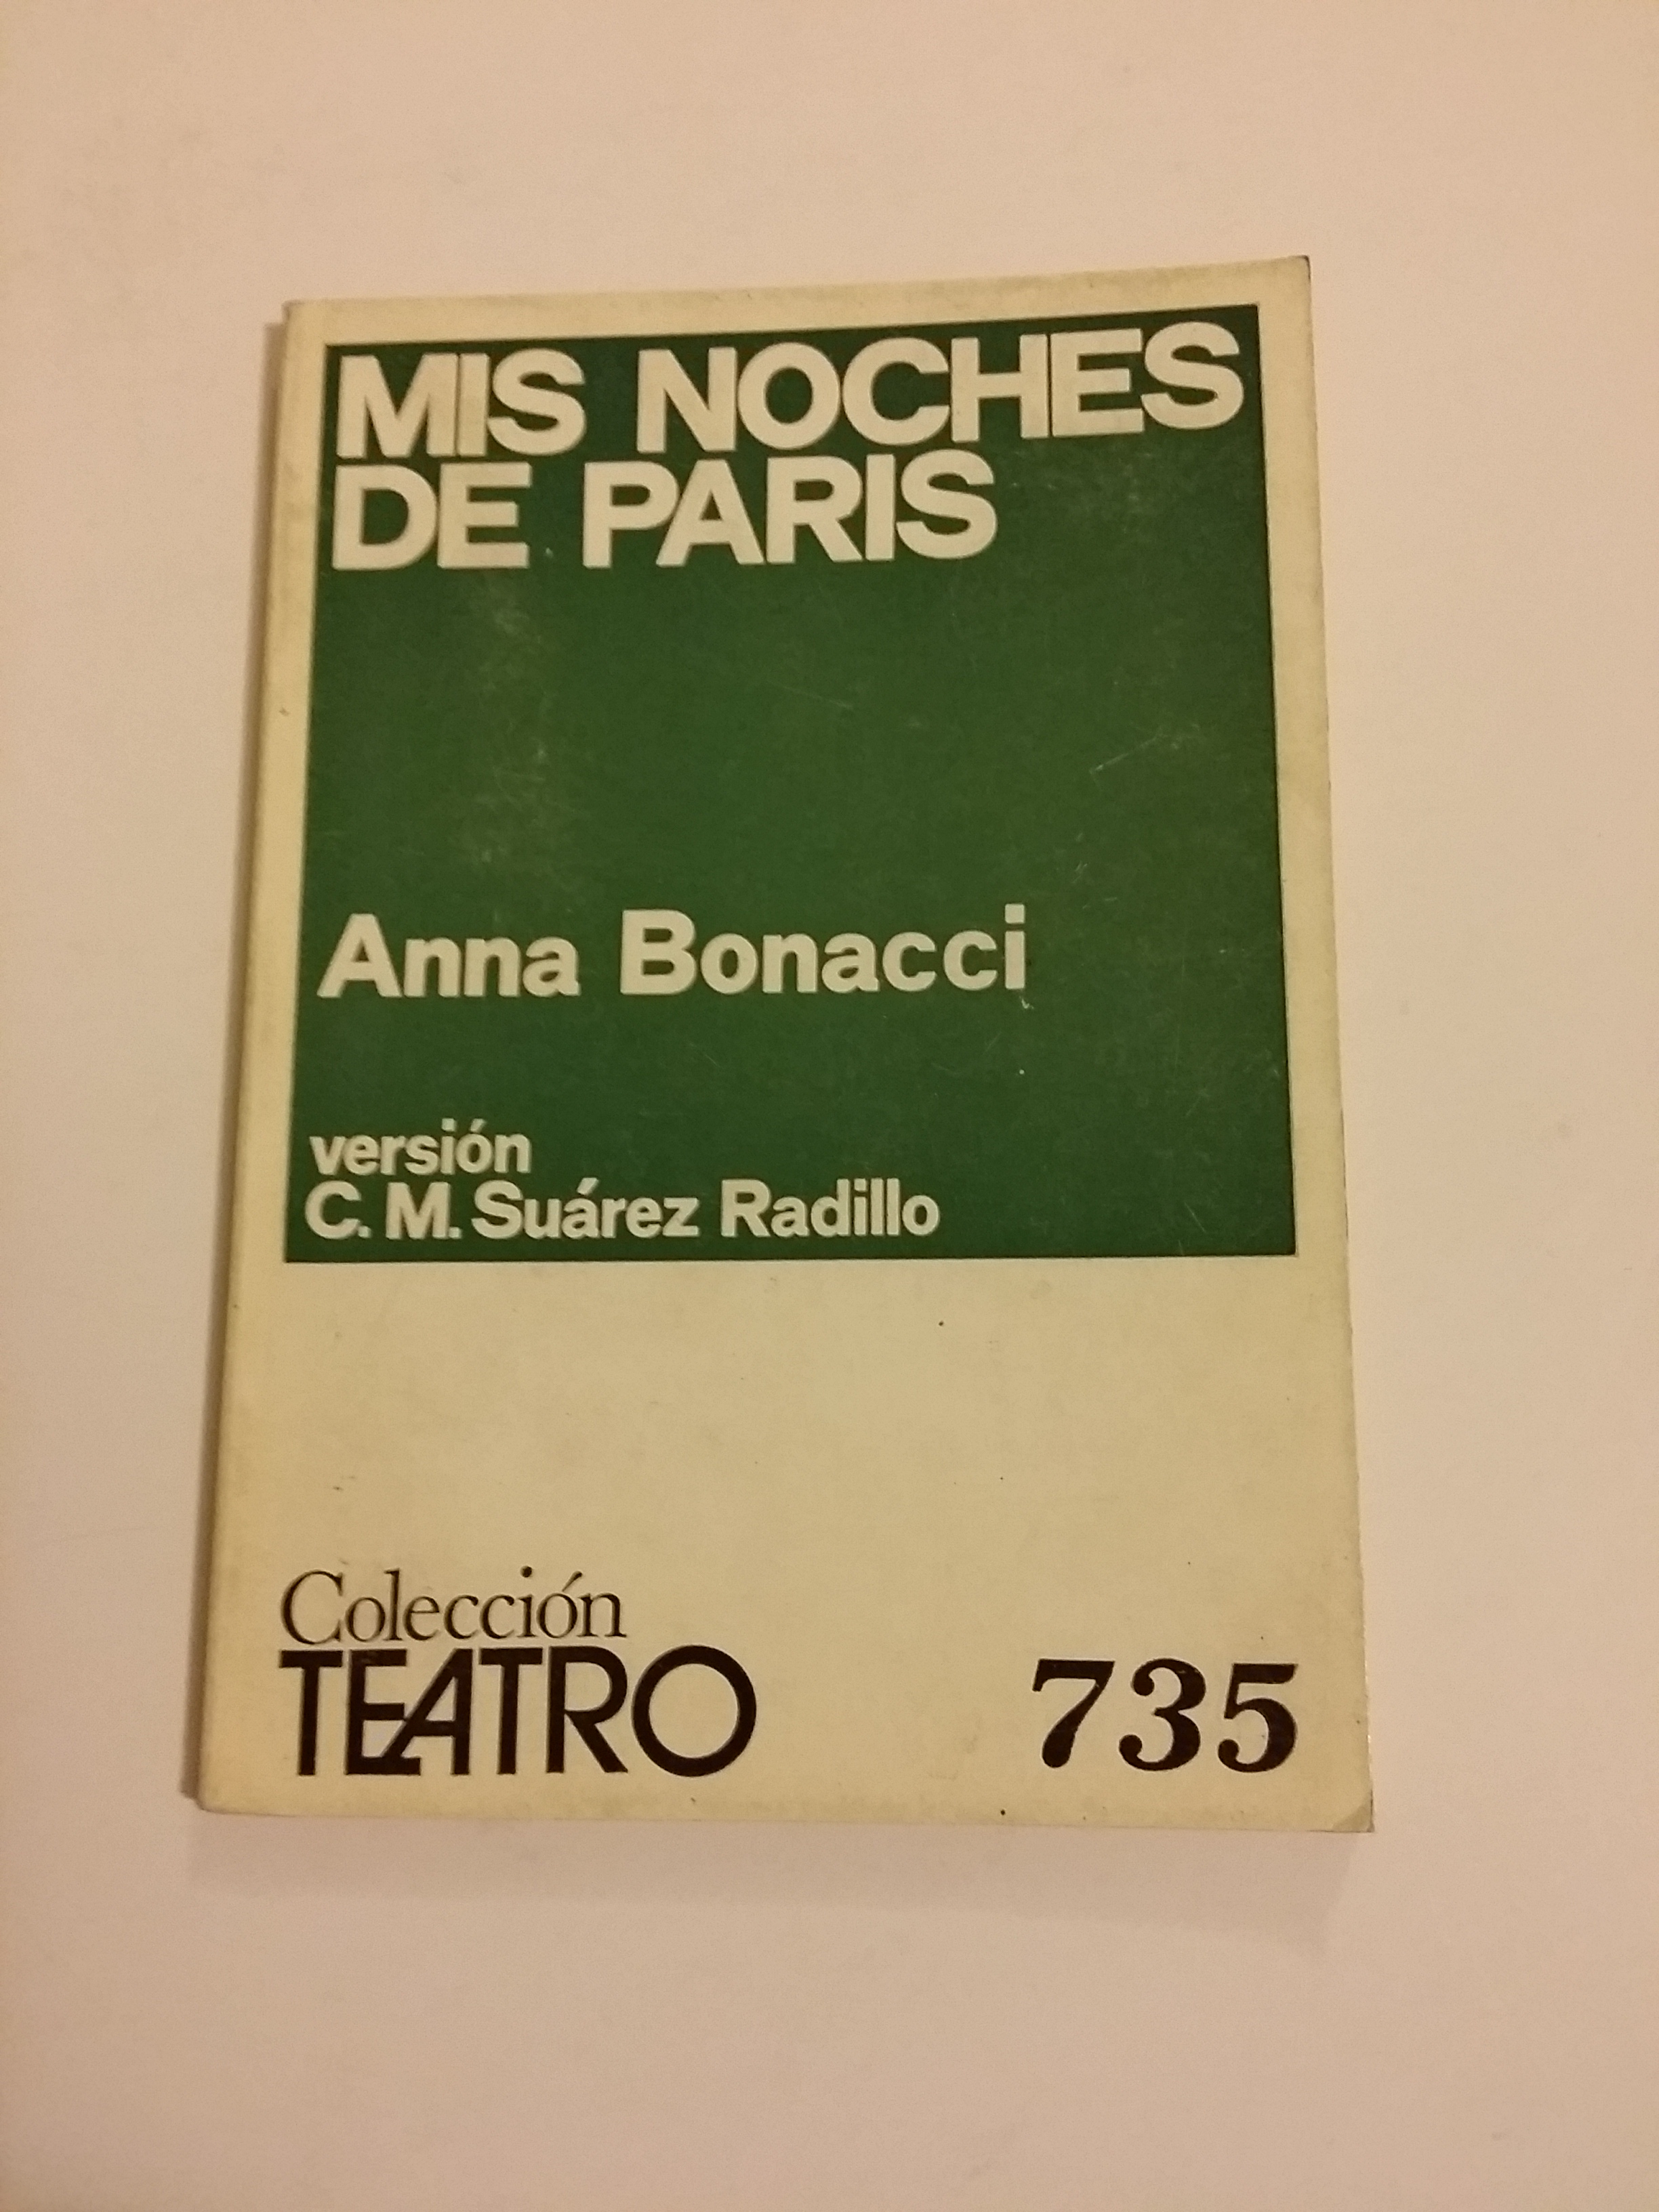 MIS NOCHES
DE PARIS
Anna Bonacci
versión
C. M. Suárez Radillo
Colección
TEATRO
735